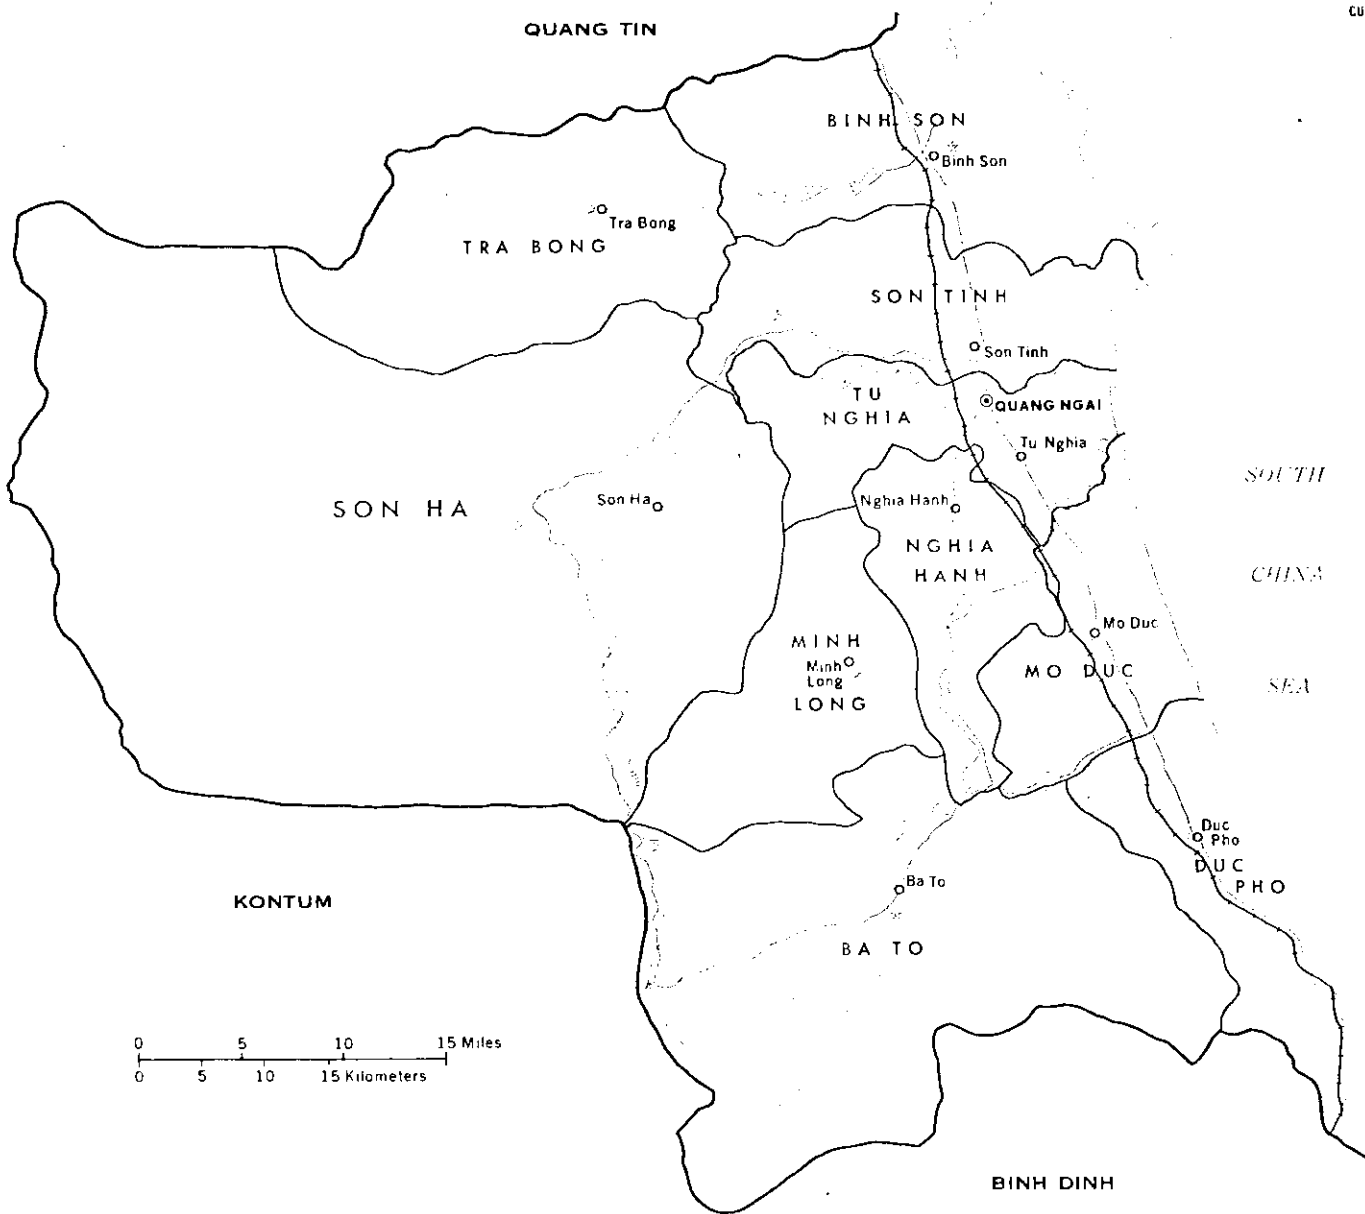 QUANG TIN
CU
BINH SON
Binh Son
Tra Bong
TRA BONG
SON TINH
Son Tinh
TU
NGHIA
QUANG NGAI
Tu Nghia
SOUTH
CHINA
SEA
SON HA
Son Ha
Nghia Hanh
NGHIA
HANH
MINH
Minh
Long
LONG
Mo Duc
MO DUC
Duc
Pho
DUC
PHO
KONTUM
Ba To
BA TO
0 5 10 15 Miles
0 5 10 15 Kilometers
BINH DINH